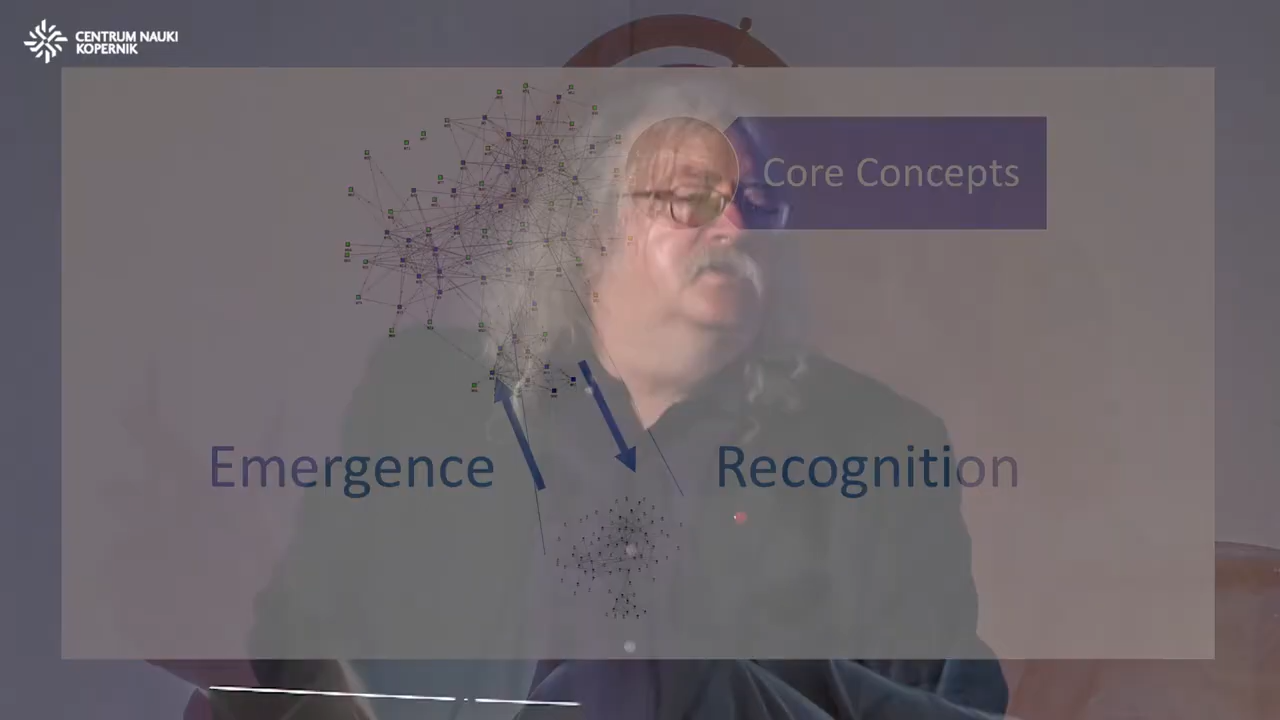 CENTRUM NAUKI
KOPERNIK
Core Concepts
Emergence
Recognition